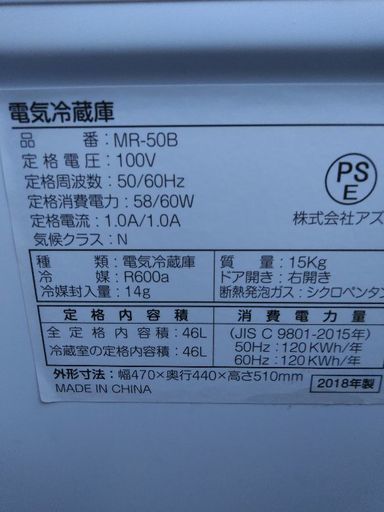 電気冷蔵庫
品番:MR-50B
定格電圧:100V
定格周波数:50/60Hz
定格消費電力:58/60W
定格電流:1.0A/1.0A
気候クラス:N
PS
E
株式会社アズ
種類:電気冷蔵庫
冷媒:R600a
冷媒封入量:14g
質量:15Kg
ドア開き:右開き
断熱発泡ガス:シクロペンタン
定格内容積
全定格内容積:46L
冷蔵室の定格内容積:46L
消費電力量
(JIS C 9801-2015年)
50Hz:120KWh/年
60Hz:120KWh/年
外形寸法:幅470×奥行440×高さ510mm
MADE IN CHINA
2018年製